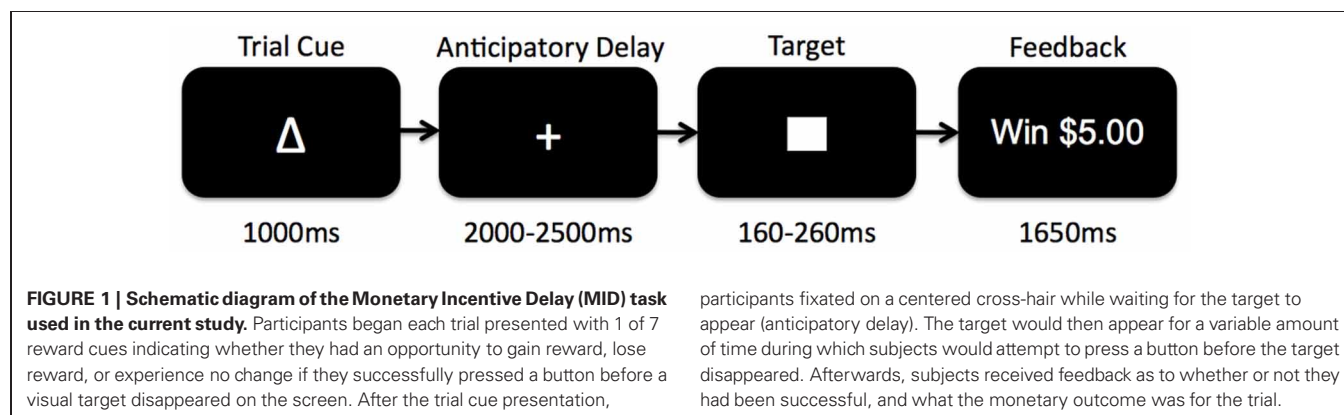 Trial Cue Anticipatory Delay Target Feedback
Δ + Win $5.00
1000ms 2000-2500ms 160-260ms 1650ms
FIGURE 1 | Schematic diagram of the Monetary Incentive Delay (MID) task
used in the current study. Participants began each trial presented with 1 of 7
reward cues indicating whether they had an opportunity to gain reward, lose
reward, or experience no change if they successfully pressed a button before a
visual target disappeared on the screen. After the trial cue presentation,
participants fixated on a centered cross-hair while waiting for the target to
appear (anticipatory delay). The target would then appear for a variable amount
of time during which subjects would attempt to press a button before the target
disappeared. Afterwards, subjects received feedback as to whether or not they
had been successful, and what the monetary outcome was for the trial.